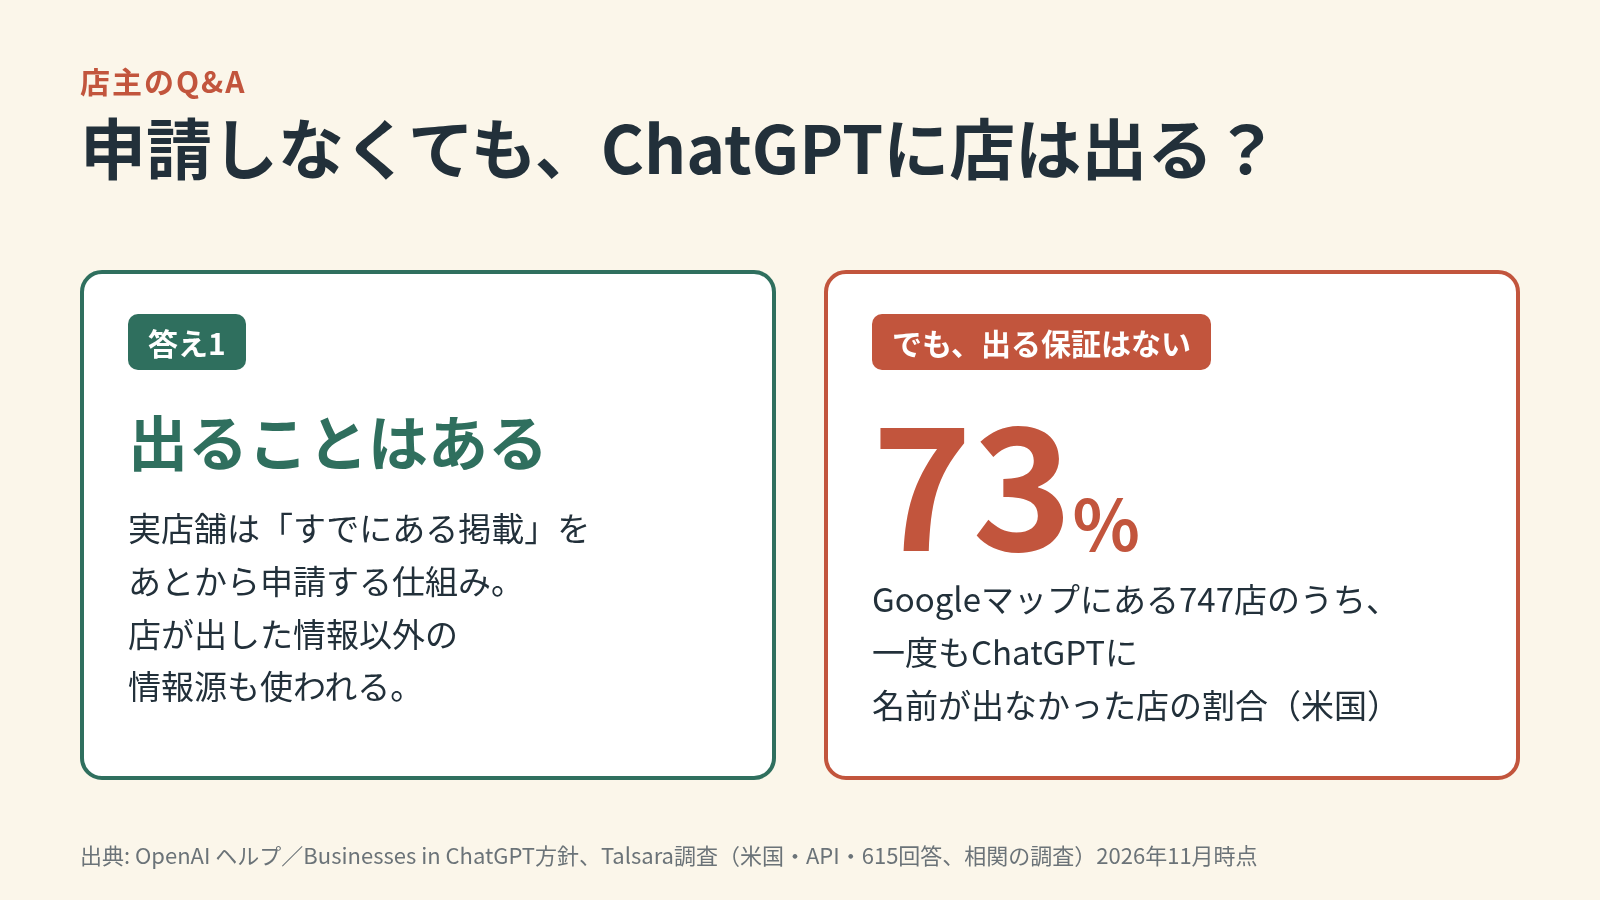 店主のQ&A
申請しなくても、ChatGPTに店は出る？
答え1
出ることはある
実店舗は「すでにある掲載」を
あとから申請する仕組み。
店が出した情報以外の
情報源も使われる。
でも、出る保証はない
73%
Googleマップにある747店のうち、
一度もChatGPTに
名前が出なかった店の割合（米国）
出典: OpenAI ヘルプ／Businesses in ChatGPT方針、Talsara調査（米国・API・615回答、相関の調査）2026年11月時点